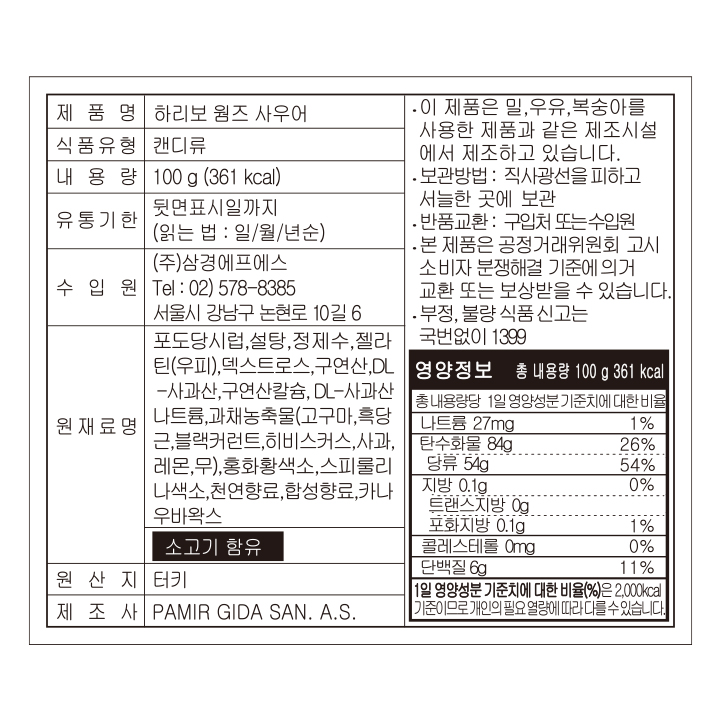 제 품 명 하리보 웜즈 사우어
식품유형 캔디류
내 용 량 100 g (361 kcal)
유통기한 뒷면표시일까지
(읽는 법 : 일/월/년순)
수 입 원 (주)삼경에프에스
Tel : 02) 578-8385
서울시 강남구 논현로 10길 6
원재료명 포도당시럽,설탕,정제수,젤라
틴(우피),덱스트로스,구연산,DL
-사과산,구연산칼슘, DL-사과산
나트륨,과채농축물(고구마,흑당
근,블랙커런트,히비스커스,사과,
레몬,무),홍화황색소,스피룰리
나색소,천연향료,합성향료,카나
우바왁스
소고기 함유
원 산 지 터키
제 조 사 PAMIR GIDA SAN. A.S.
· 이 제품은 밀,우유,복숭아를
사용한 제품과 같은 제조시설
에서 제조하고 있습니다.
· 보관방법 : 직사광선을 피하고
서늘한 곳에 보관
· 반품교환 : 구입처 또는 수입원
· 본 제품은 공정거래위원회 고시
소비자 분쟁해결 기준에 의거
교환 또는 보상받을 수 있습니다.
· 부정, 불량 식품 신고는
국번없이 1399
영양정보 총 내용량 100 g 361 kcal
총 내용량당 1일 영양성분 기준치에 대한 비율
나트륨 27mg 1%
탄수화물 84g 26%
당류 54g 54%
지방 0.1g 0%
트랜스지방 0g
포화지방 0.1g 1%
콜레스테롤 0mg 0%
단백질 6g 11%
1일 영양성분 기준치에 대한 비율(%)은 2,000kcal
기준이므로 개인의 필요 열량에 따라 다를 수 있습니다.